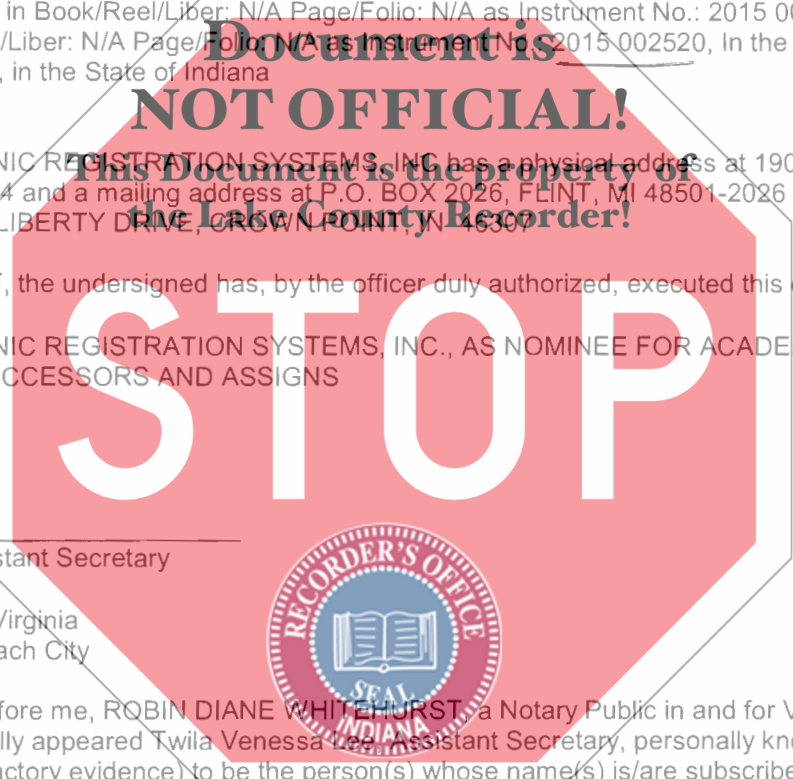 in Book/Reel/Liber: N/A Page/Folio: N/A as Instrument No.: 2015 00
/Liber: N/A Page/Folio: N/A as Instrument No.: 2015 002520, In the
, in the State of Indiana
Document is
NOT OFFICIAL!
This Document is the property of
the Lake County Recorder!
NIC REGISTRATION SYSTEMS, INC has a physical address at 190
4 and a mailing address at P.O. BOX 2026, FLINT, MI 48501-2026
LIBERTY DRIVE, CROWN POINT, IN 46307
, the undersigned has, by the officer duly authorized, executed this
NIC REGISTRATION SYSTEMS, INC., AS NOMINEE FOR ACADE
CCESSORS AND ASSIGNS
STOP
stant Secretary
Virginia
ach City
RECORDER'S OFFICE
SEAL
INDIANA
fore me, ROBIN DIANE WHITEHURST, a Notary Public in and for V
lly appeared Twila Venessa Lee, Assistant Secretary, personally kn
factory evidence) to be the person(s) whose name(s) is/are subscribe